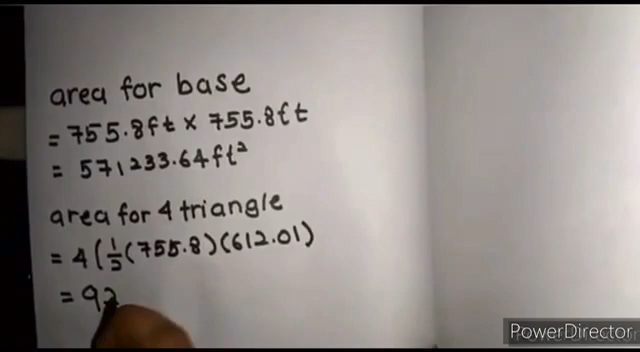 area for base
= 755.8ft × 755.8ft
= 571233.64ft²
area for 4 triangle
= 4(½(755.8)(612.01)
= 92
PowerDirector